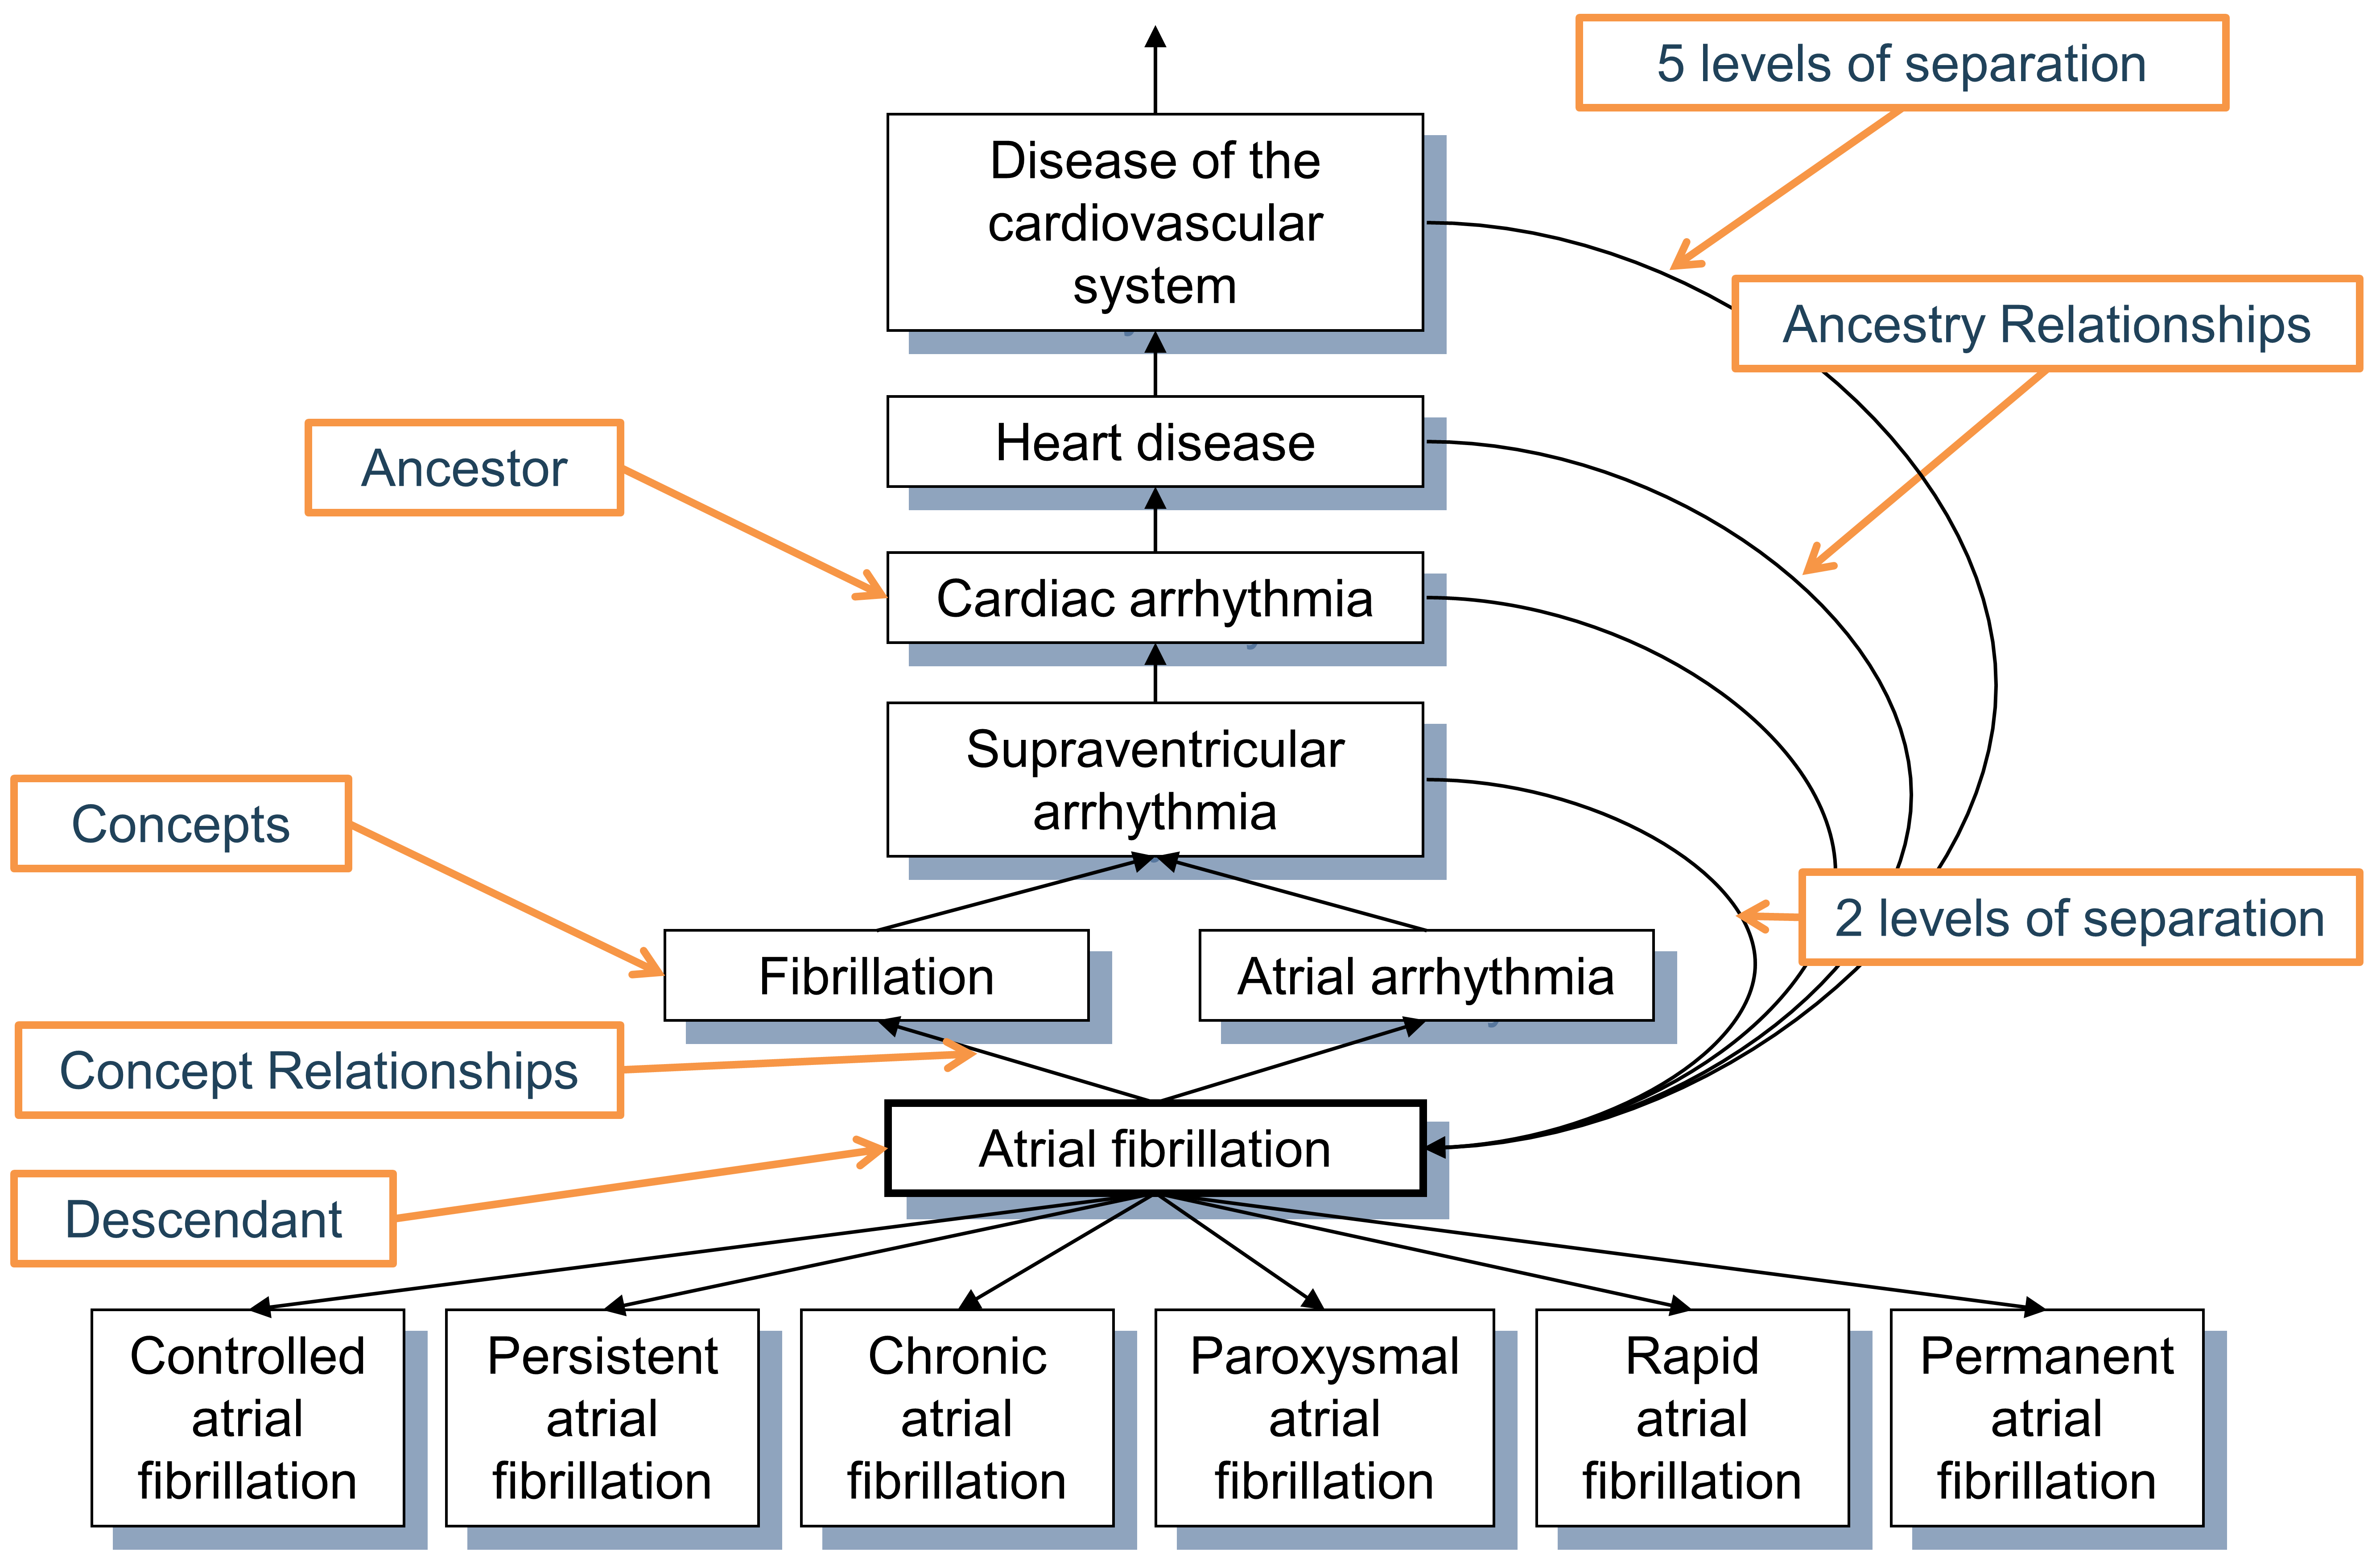 5 levels of separation
Disease of the
cardiovascular
system
Ancestry Relationships
Heart disease
Ancestor
Cardiac arrhythmia
Supraventricular
arrhythmia
Concepts
2 levels of separation
Fibrillation
Atrial arrhythmia
Concept Relationships
Atrial fibrillation
Descendant
Controlled
atrial
fibrillation
Persistent
atrial
fibrillation
Chronic
atrial
fibrillation
Paroxysmal
atrial
fibrillation
Rapid
atrial
fibrillation
Permanent
atrial
fibrillation